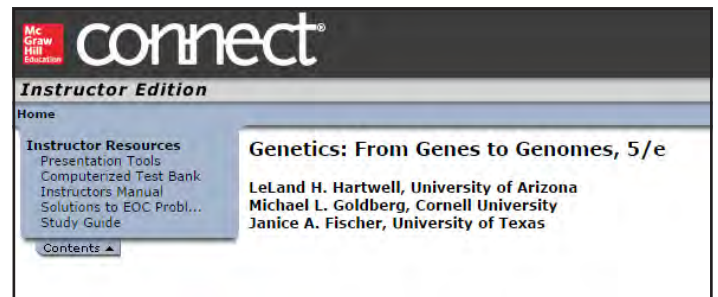 Mc
Graw
Hill
Education
connect®
Instructor Edition
Home
Instructor Resources
Presentation Tools
Computerized Test Bank
Instructors Manual
Solutions to EOC Probl...
Study Guide
Contents ▲
Genetics: From Genes to Genomes, 5/e
LeLand H. Hartwell, University of Arizona
Michael L. Goldberg, Cornell University
Janice A. Fischer, University of Texas